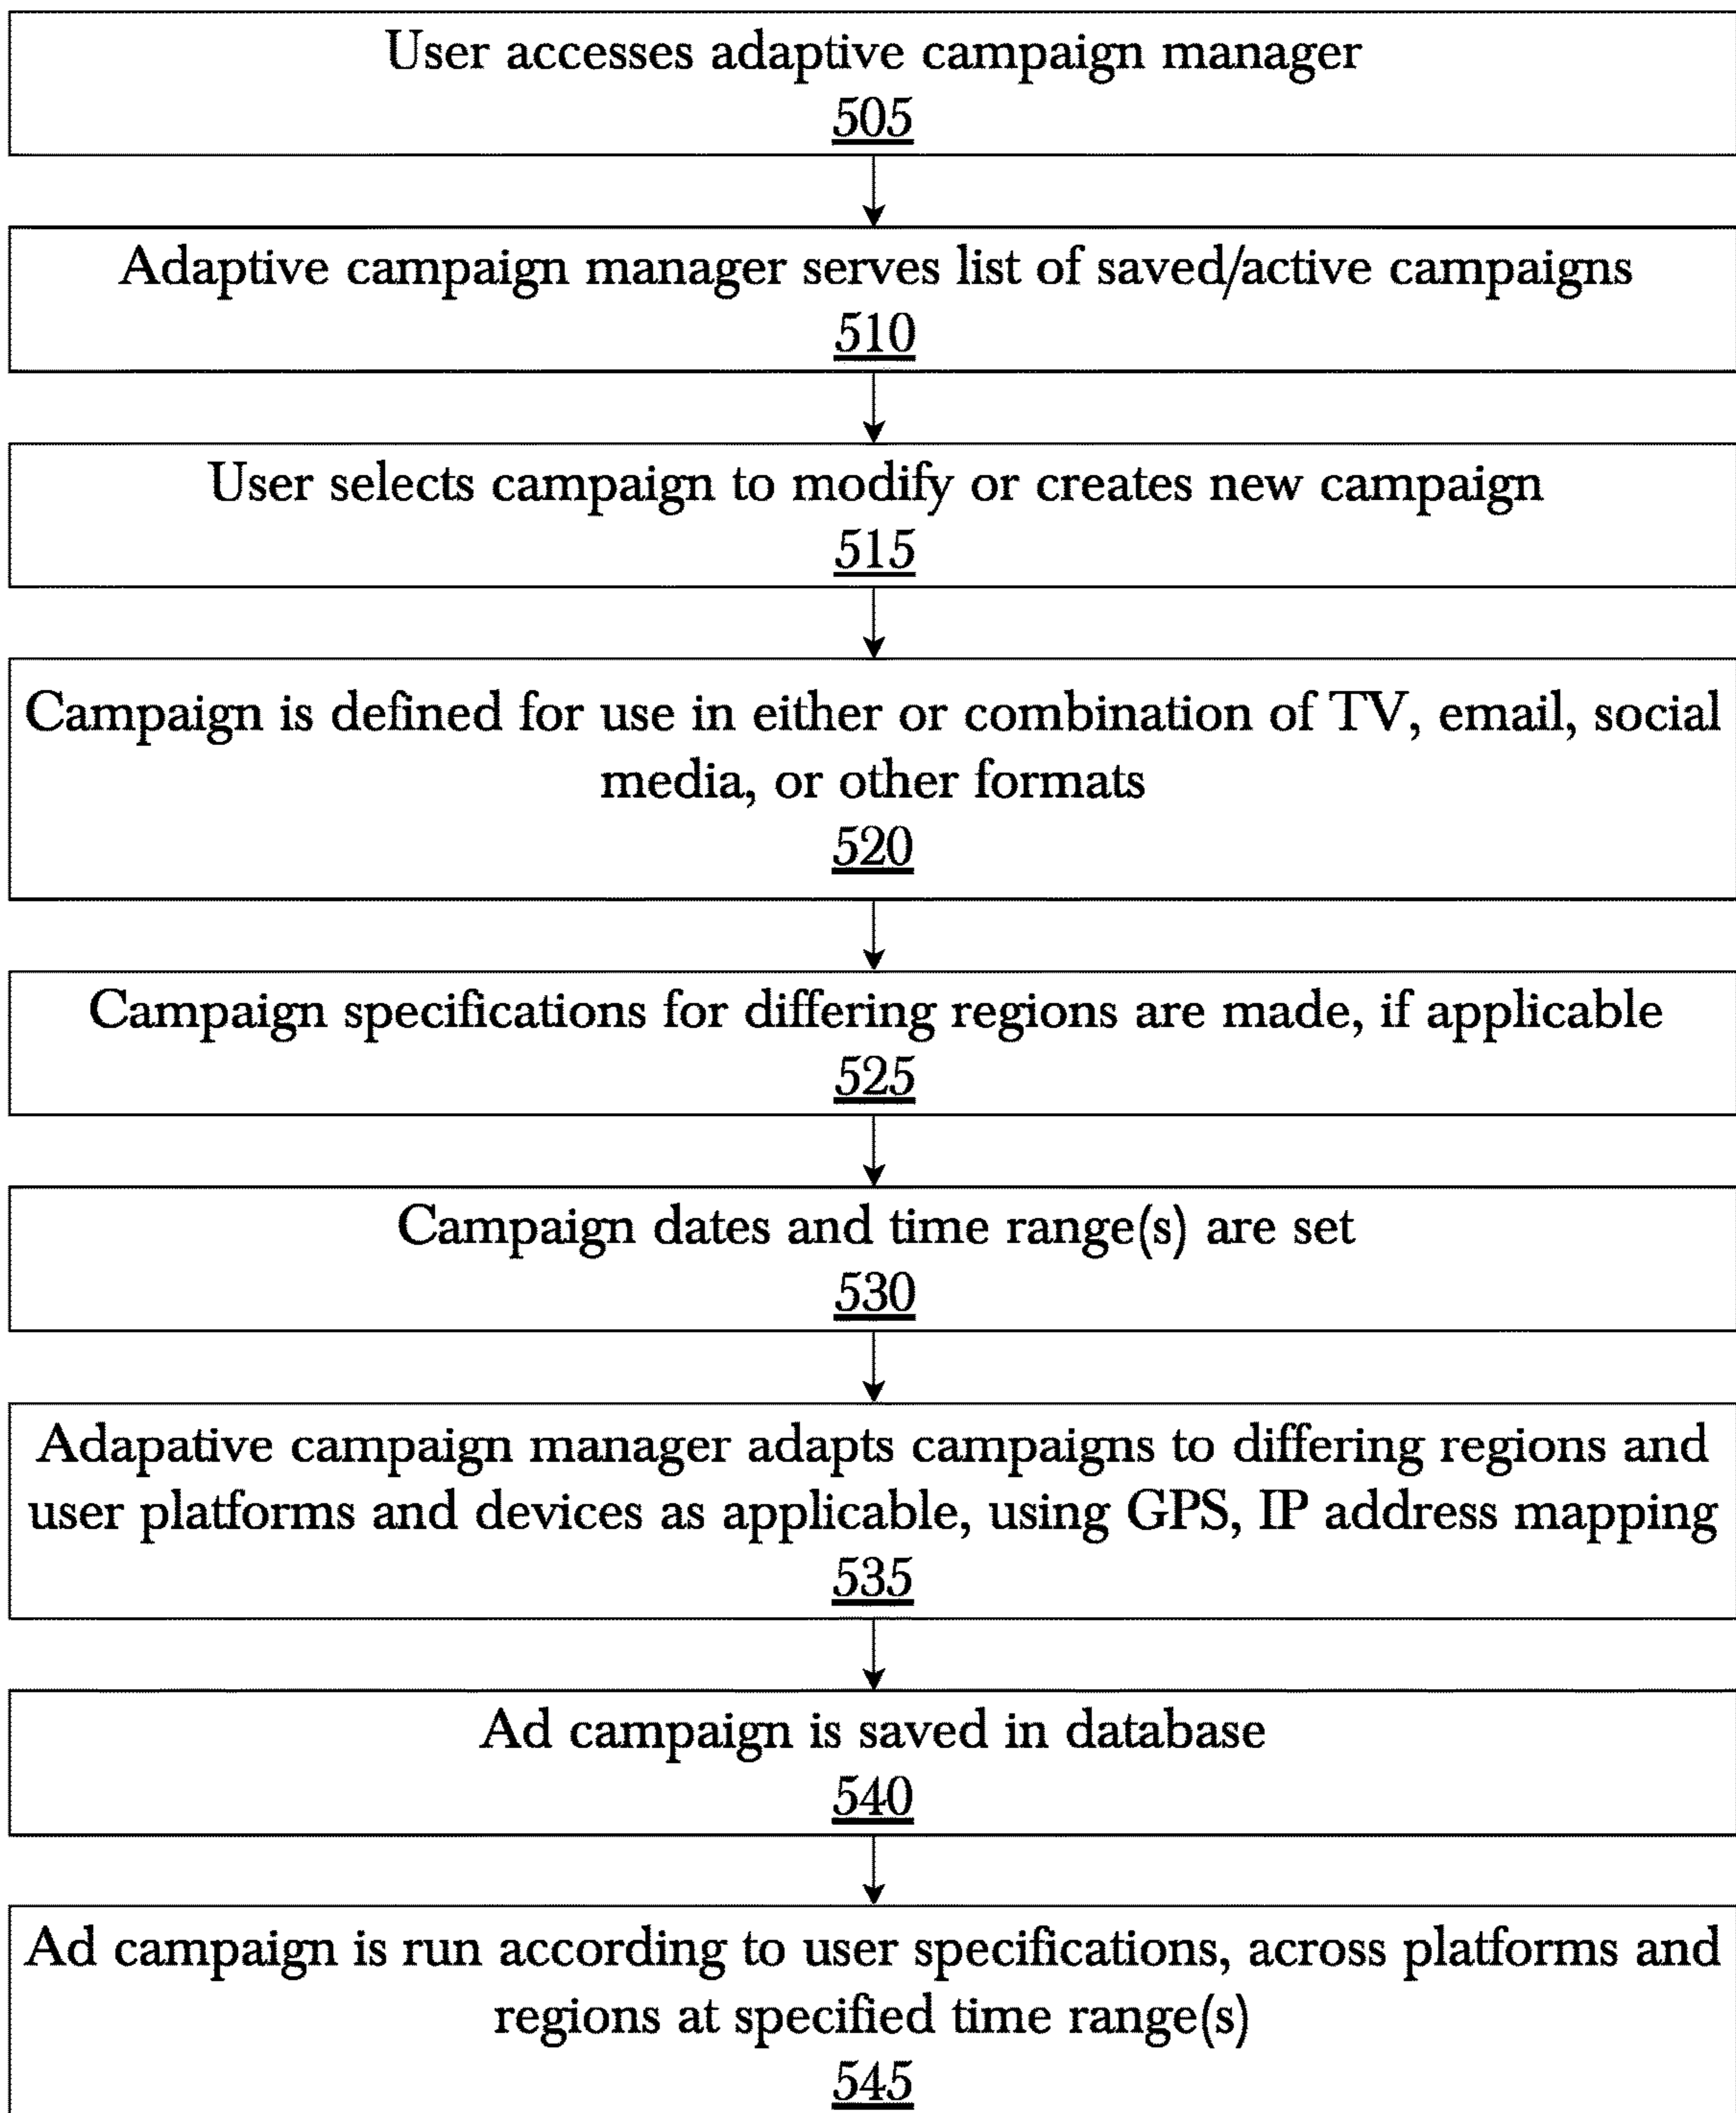 User accesses adaptive campaign manager
505
Adaptive campaign manager serves list of saved/active campaigns
510
User selects campaign to modify or creates new campaign
515
Campaign is defined for use in either or combination of TV, email, social
media, or other formats
520
Campaign specifications for differing regions are made, if applicable
525
Campaign dates and time range(s) are set
530
Adapative campaign manager adapts campaigns to differing regions and
user platforms and devices as applicable, using GPS, IP address mapping
535
Ad campaign is saved in database
540
Ad campaign is run according to user specifications, across platforms and
regions at specified time range(s)
545